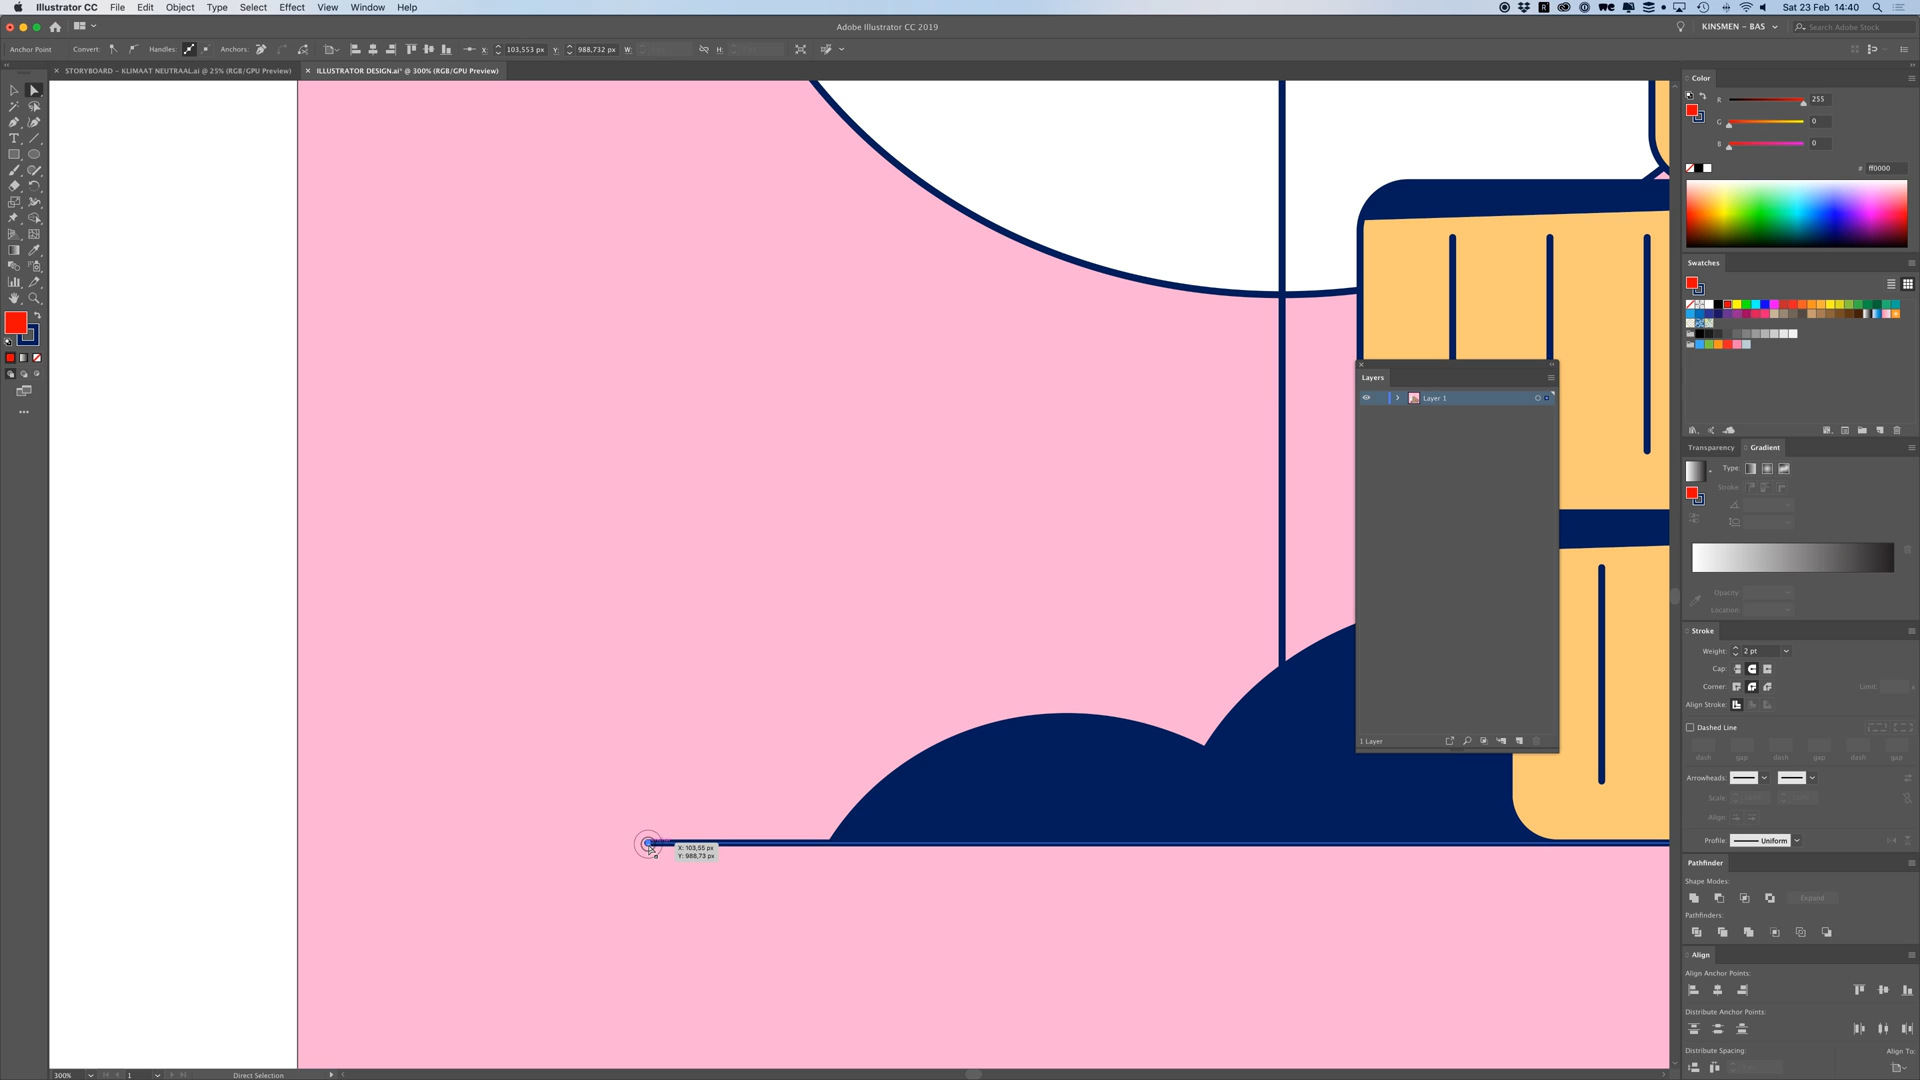 Illustrator CC File Edit Object Type Select Effect View Window Help
Sat 23 Feb 14:40
Adobe Illustrator CC 2019
KINSMEN – BAS
Search Adobe Stock
Anchor Point Convert: Handles: Anchors: X: 103,553 px Y: 988,732 px W: H:
STORYBOARD – KLIMAAT NEUTRAAL.ai @ 25% (RGB/GPU Preview)
ILLUSTRATOR DESIGN.ai* @ 300% (RGB/GPU Preview)
Color
R 255
G 0
B 0
# ff0000
Swatches
Layers
Layer 1
1 Layer
Transparency Gradient
Type:
Stroke:
Opacity:
Location:
Stroke
Weight: 2 pt
Cap:
Corner: Limit:
Align Stroke:
Dashed Line
dash gap dash gap dash gap
Arrowheads:
Scale:
Align:
Profile: Uniform
Pathfinder
Shape Modes:
Expand
Pathfinders:
Align
Align Anchor Points:
Distribute Anchor Points:
Distribute Spacing: Align To:
X: 103,55 px
Y: 988,73 px
300% 1 Direct Selection